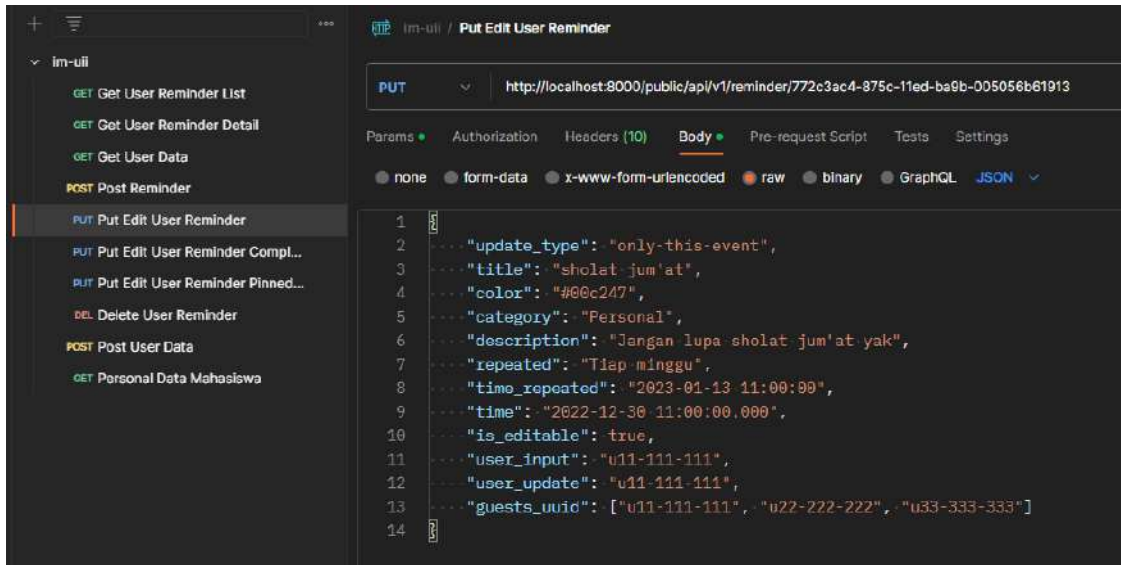 im-uii / Put Edit User Reminder
im-uii
GET Get User Reminder List
GET Get User Reminder Detail
GET Get User Data
POST Post Reminder
PUT Put Edit User Reminder
PUT Put Edit User Reminder Compl...
PUT Put Edit User Reminder Pinned...
DEL Delete User Reminder
POST Post User Data
GET Personal Data Mahasiswa
PUT http://localhost:8000/public/api/v1/reminder/772c3ac4-875c-11ed-ba9b-005056b61913
Params Authorization Headers (10) Body Pre-request Script Tests Settings
none form-data x-www-form-urlencoded raw binary GraphQL JSON
1 {
2 "update_type": "only-this-event",
3 "title": "sholat jum'at",
4 "color": "#00c247",
5 "category": "Personal",
6 "description": "Jangan lupa sholat jum'at yak",
7 "repeated": "Tiap minggu",
8 "time_repeated": "2023-01-13 11:00:00",
9 "time": "2022-12-30 11:00:00.000",
10 "is_editable": true,
11 "user_input": "u11-111-111",
12 "user_update": "u11-111-111",
13 "guests_uuid": ["u11-111-111", "u22-222-222", "u33-333-333"]
14 }